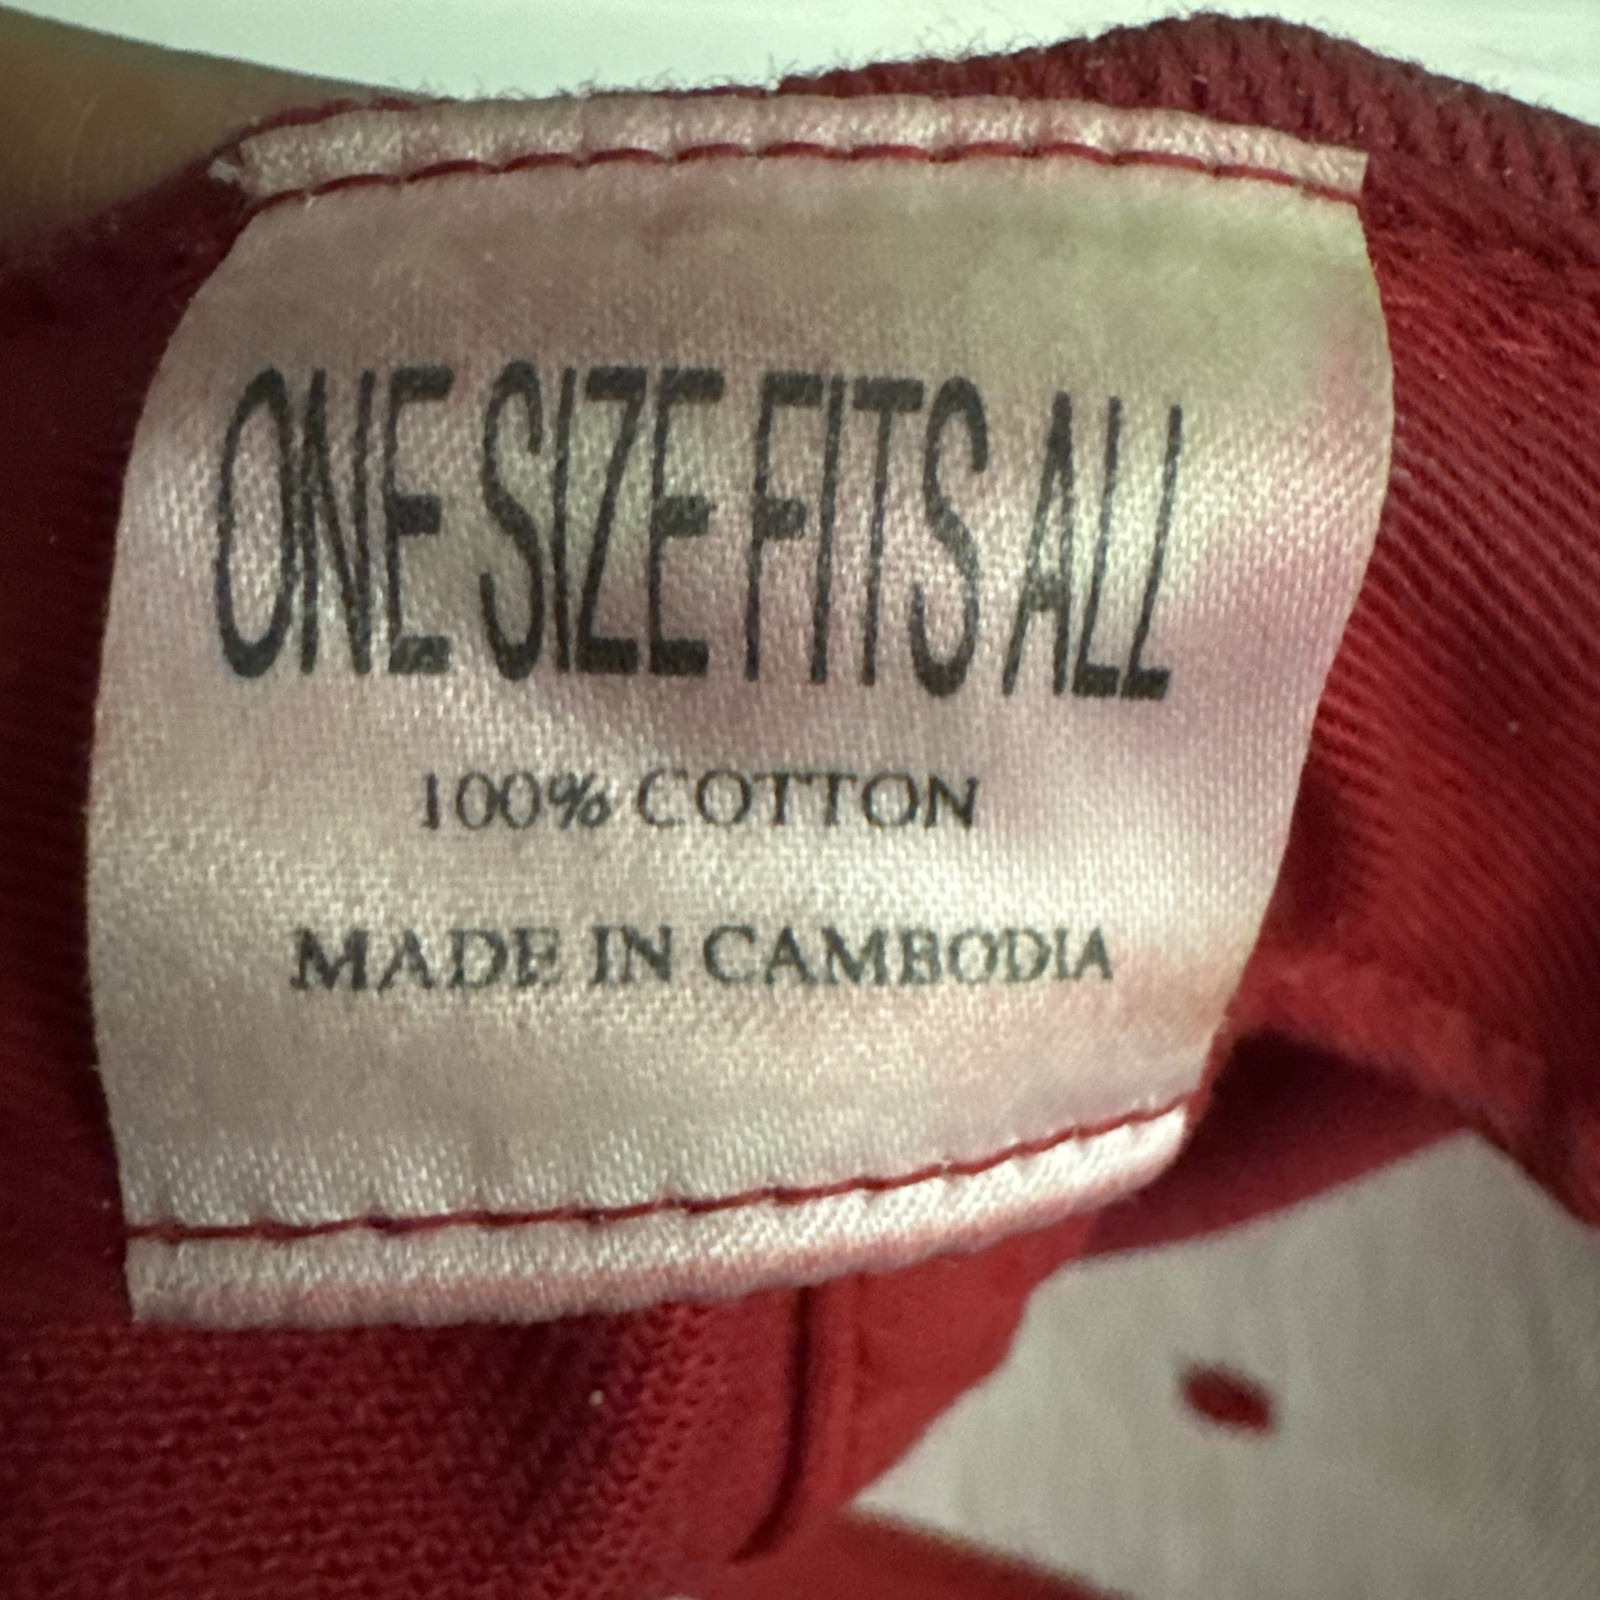 ONE SIZE FITS ALL
100% COTTON
MADE IN CAMBODIA